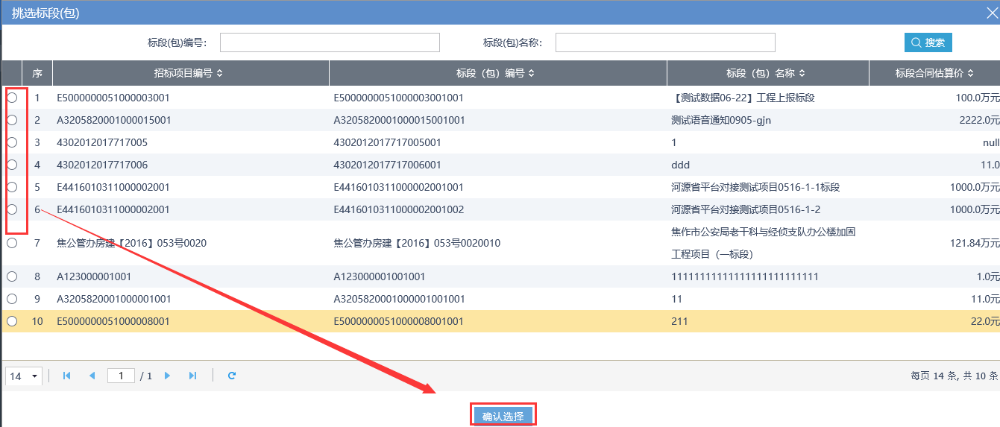 挑选标段(包)
标段(包)编号： 标段(包)名称： 搜索
序 招标项目编号 标段（包）编号 标段（包）名称 标段合同估算价
1 E5000000051000003001 E5000000051000003001001 【测试数据06-22】工程上报标段 100.0万元
2 A3205820001000015001 A3205820001000015001001 测试语音通知0905-gjn 2222.0元
3 4302012017717005 4302012017717005001 1 null
4 4302012017717006 4302012017717006001 ddd 11.0
5 E4416010311000002001 E4416010311000002001001 河源省平台对接测试项目0516-1-1标段 1000.0万元
6 E4416010311000002001 E4416010311000002001002 河源省平台对接测试项目0516-1-2 1000.0万元
7 焦公管办房建【2016】053号0020 焦公管办房建【2016】053号0020010 焦作市公安局老干科与经侦支队办公楼加固 121.84万元
工程项目（一标段）
8 A123000001001 A123000001001001 1.0元
9 A3205820001000001001 A3205820001000001001001 11 11.0元
10 E5000000051000008001 E5000000051000008001001 211 22.0元
14 1 / 1 每页 14 条, 共 10 条
确认选择